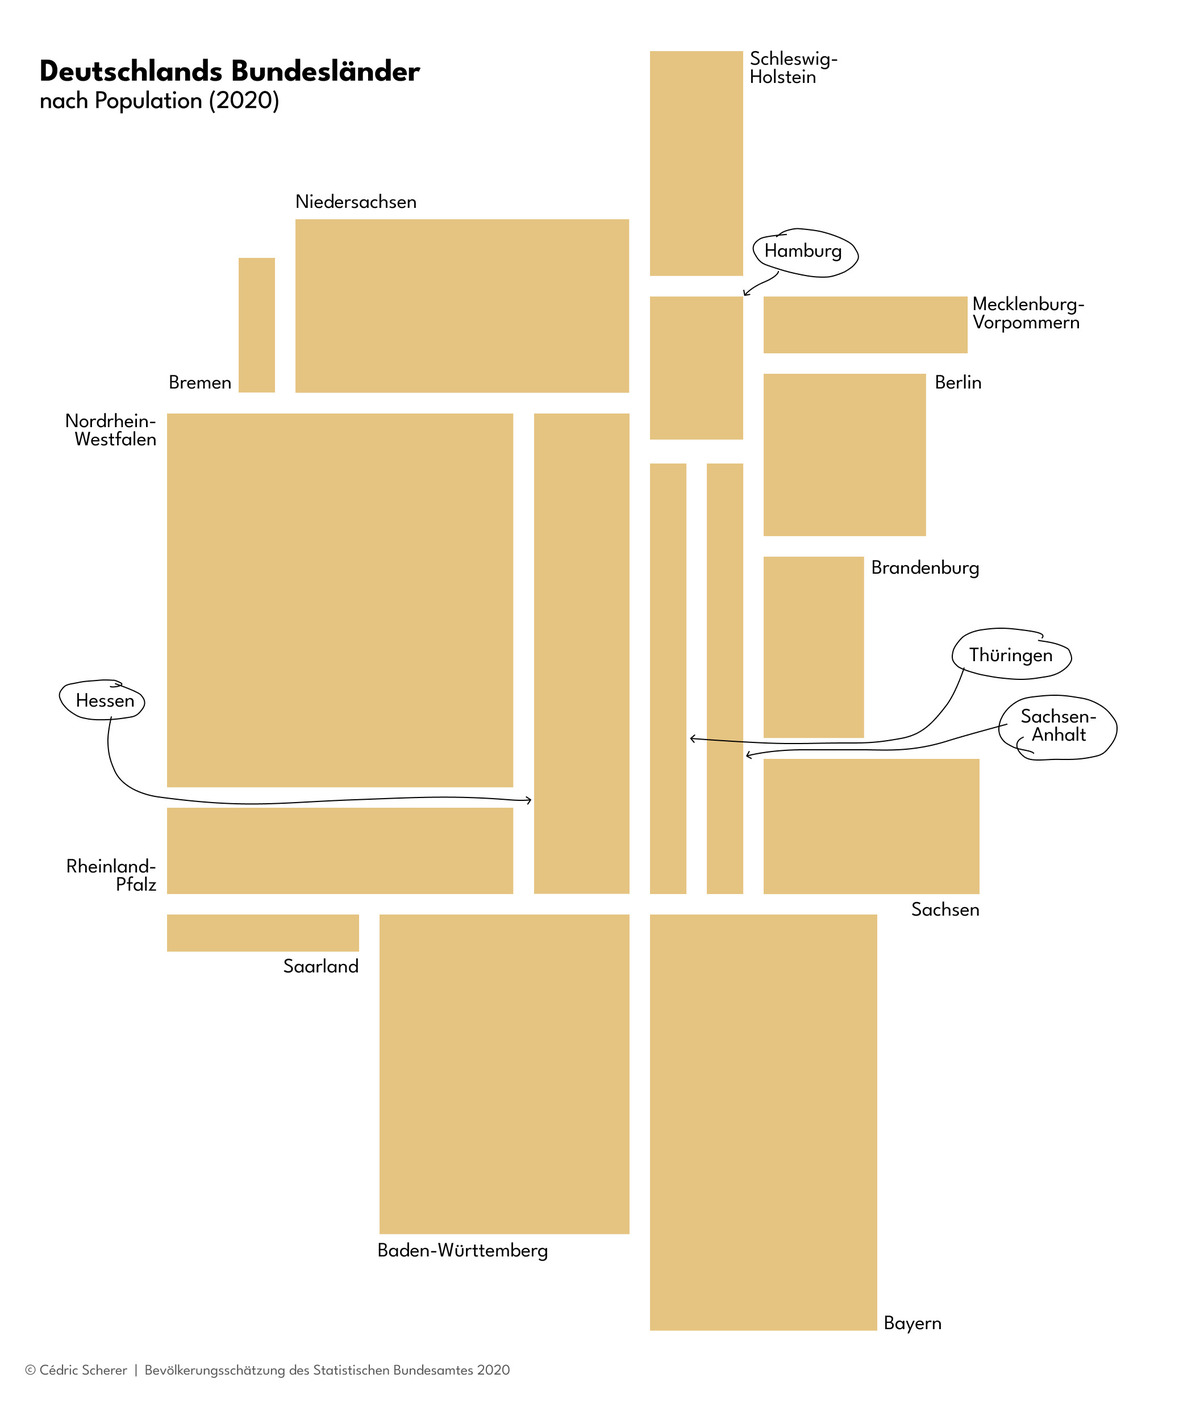 Deutschlands Bundesländer
nach Population (2020)
Schleswig-
Holstein
Niedersachsen
Hamburg
Mecklenburg-
Vorpommern
Bremen
Berlin
Nordrhein-
Westfalen
Brandenburg
Thüringen
Hessen
Sachsen-
Anhalt
Rheinland-
Pfalz
Sachsen
Saarland
Baden-Württemberg
Bayern
© Cédric Scherer | Bevölkerungsschätzung des Statistischen Bundesamtes 2020